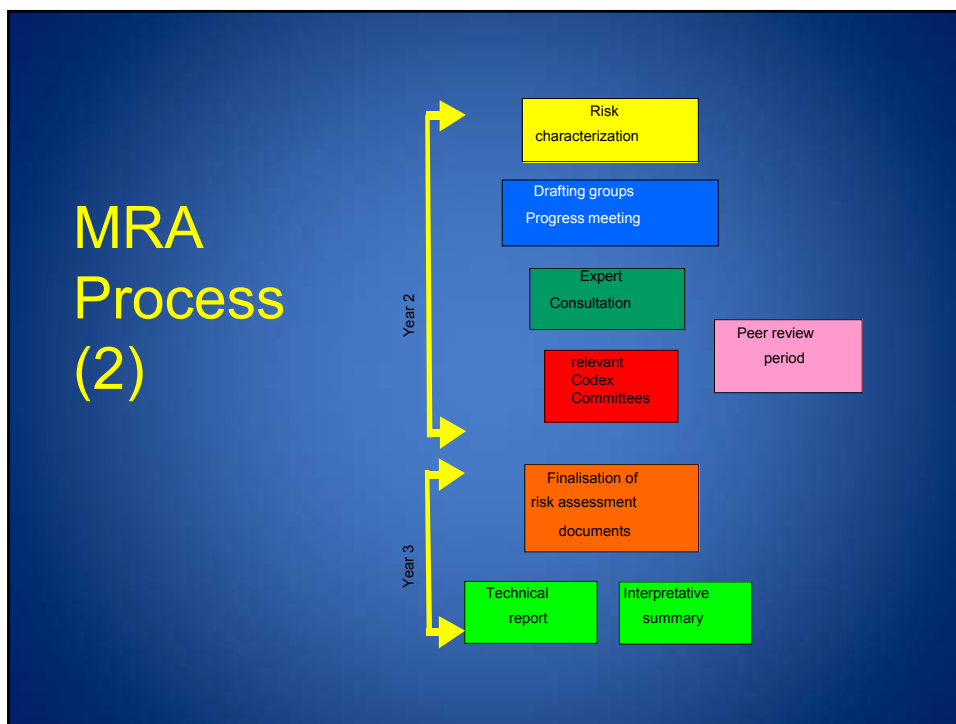 MRA
Process
(2)
Year 2
Risk
characterization
Drafting groups
Progress meeting
Expert
Consultation
relevant
Codex
Committees
Peer review
period
Year 3
Finalisation of
risk assessment
documents
Technical
report
Interpretative
summary